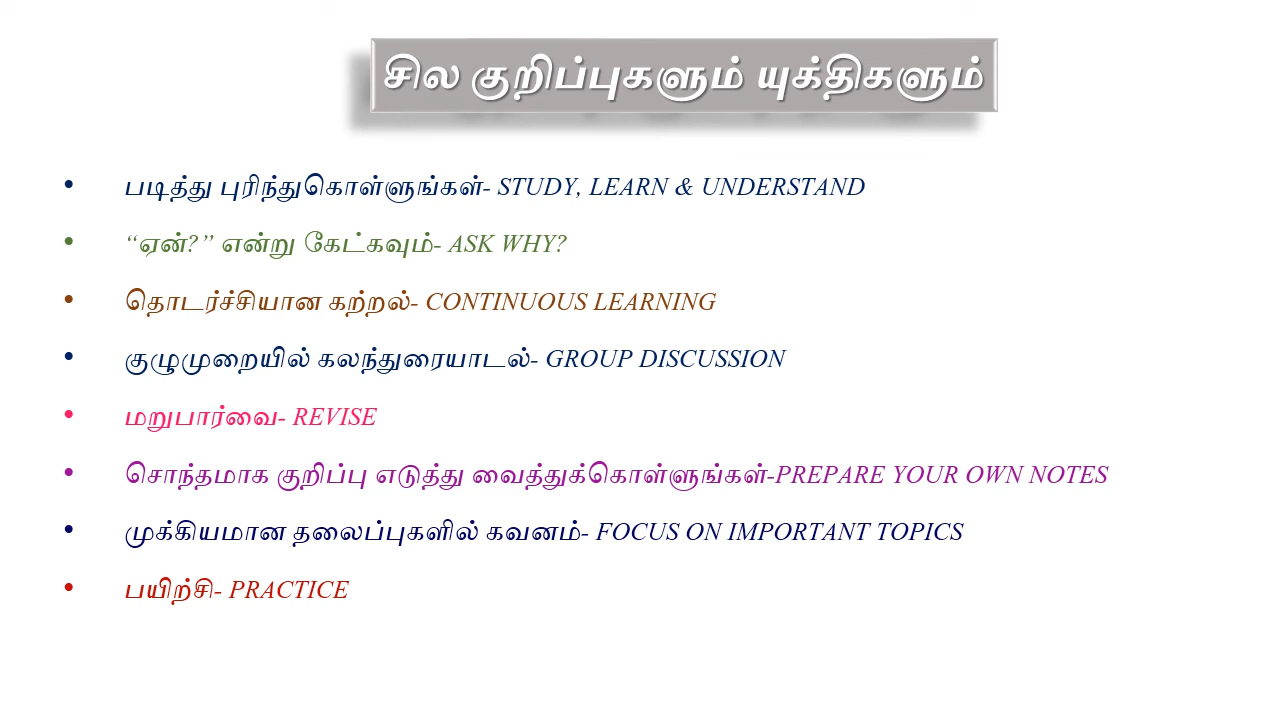 சில குறிப்புகளும் யுக்திகளும்
• படித்து புரிந்துகொள்ளுங்கள்- STUDY, LEARN & UNDERSTAND
• “ஏன்?” என்று கேட்கவும்- ASK WHY?
• தொடர்ச்சியான கற்றல்- CONTINUOUS LEARNING
• குழுமுறையில் கலந்துரையாடல்- GROUP DISCUSSION
• மறுபார்வை- REVISE
• சொந்தமாக குறிப்பு எடுத்து வைத்துக்கொள்ளுங்கள்-PREPARE YOUR OWN NOTES
• முக்கியமான தலைப்புகளில் கவனம்- FOCUS ON IMPORTANT TOPICS
• பயிற்சி- PRACTICE